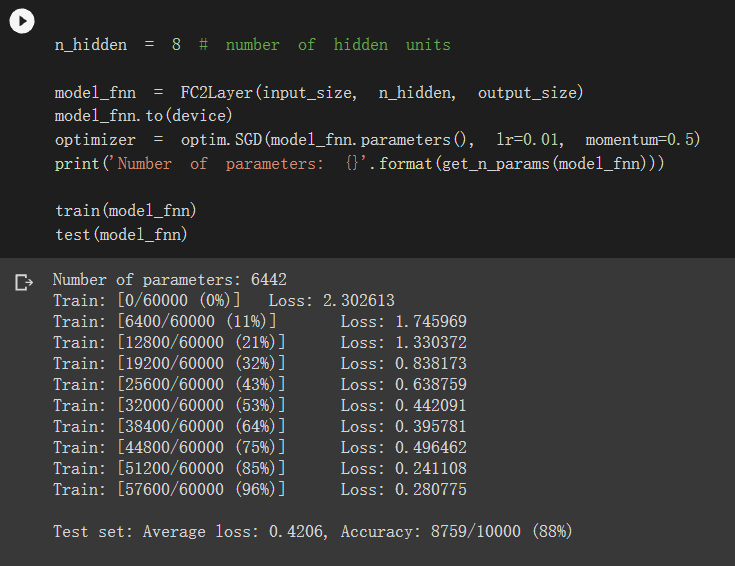 n_hidden = 8 # number of hidden units
model_fnn = FC2Layer(input_size, n_hidden, output_size)
model_fnn.to(device)
optimizer = optim.SGD(model_fnn.parameters(), lr=0.01, momentum=0.5)
print('Number of parameters: {}'.format(get_n_params(model_fnn)))
train(model_fnn)
test(model_fnn)
Number of parameters: 6442
Train: [0/60000 (0%)] Loss: 2.302613
Train: [6400/60000 (11%)] Loss: 1.745969
Train: [12800/60000 (21%)] Loss: 1.330372
Train: [19200/60000 (32%)] Loss: 0.838173
Train: [25600/60000 (43%)] Loss: 0.638759
Train: [32000/60000 (53%)] Loss: 0.442091
Train: [38400/60000 (64%)] Loss: 0.395781
Train: [44800/60000 (75%)] Loss: 0.496462
Train: [51200/60000 (85%)] Loss: 0.241108
Train: [57600/60000 (96%)] Loss: 0.280775
Test set: Average loss: 0.4206, Accuracy: 8759/10000 (88%)